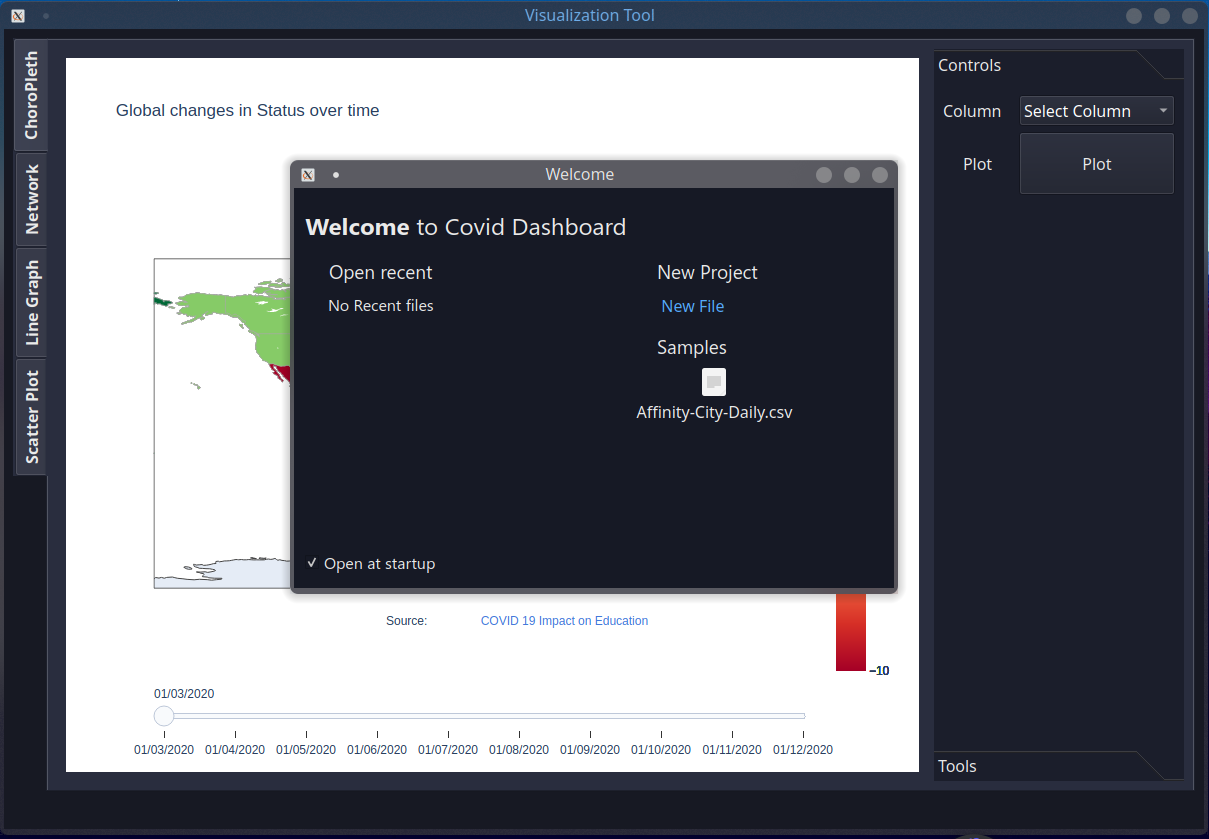 Visualization Tool
ChoroPleth
Network
Line Graph
Scatter Plot
Global changes in Status over time
Welcome
Welcome to Covid Dashboard
Open recent
No Recent files
New Project
New File
Samples
Affinity-City-Daily.csv
✓ Open at startup
Source: COVID 19 Impact on Education
−10
01/03/2020
01/03/2020 01/04/2020 01/05/2020 01/06/2020 01/07/2020 01/08/2020 01/09/2020 01/10/2020 01/11/2020 01/12/2020
Controls
Column Select Column
Plot Plot
Tools